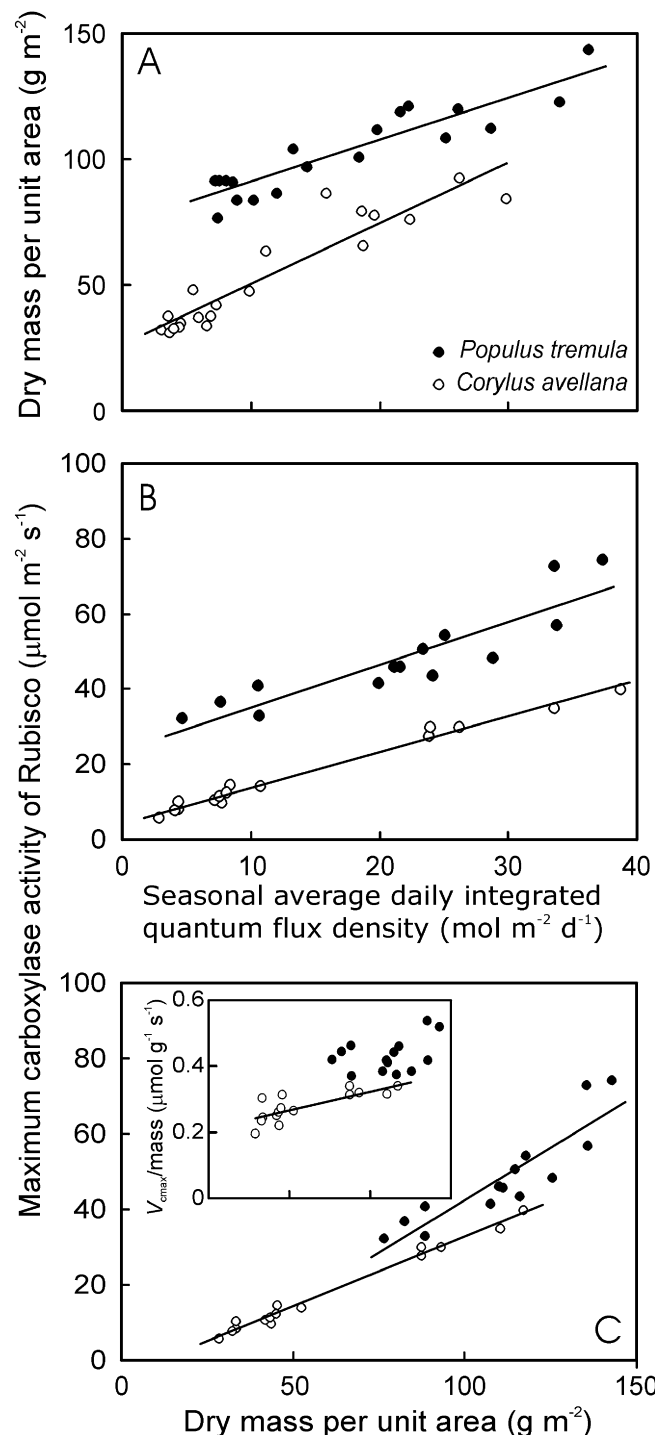 Dry mass per unit area (g m⁻²)
A
150
100
50
0
Populus tremula
Corylus avellana
Maximum carboxylase activity of Rubisco (μmol m⁻² s⁻¹)
B
100
80
60
40
20
0
0 10 20 30 40
Seasonal average daily integrated
quantum flux density (mol m⁻² d⁻¹)
100
80
60
40
20
0
Vcmax/mass (μmol g⁻¹ s⁻¹)
0.6
0.4
0.2
0
C
0 50 100 150
Dry mass per unit area (g m⁻²)